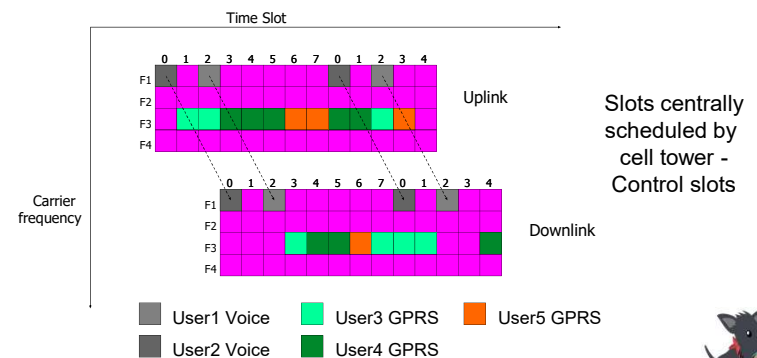 Time Slot
0 1 2 3 4 5 6 7 0 1 2 3 4
F1
F2
F3
F4
Uplink
Slots centrally
scheduled by
cell tower -
Control slots
Carrier
frequency
0 1 2 3 4 5 6 7 0 1 2 3 4
F1
F2
F3
F4
Downlink
User1 Voice User3 GPRS User5 GPRS
User2 Voice User4 GPRS